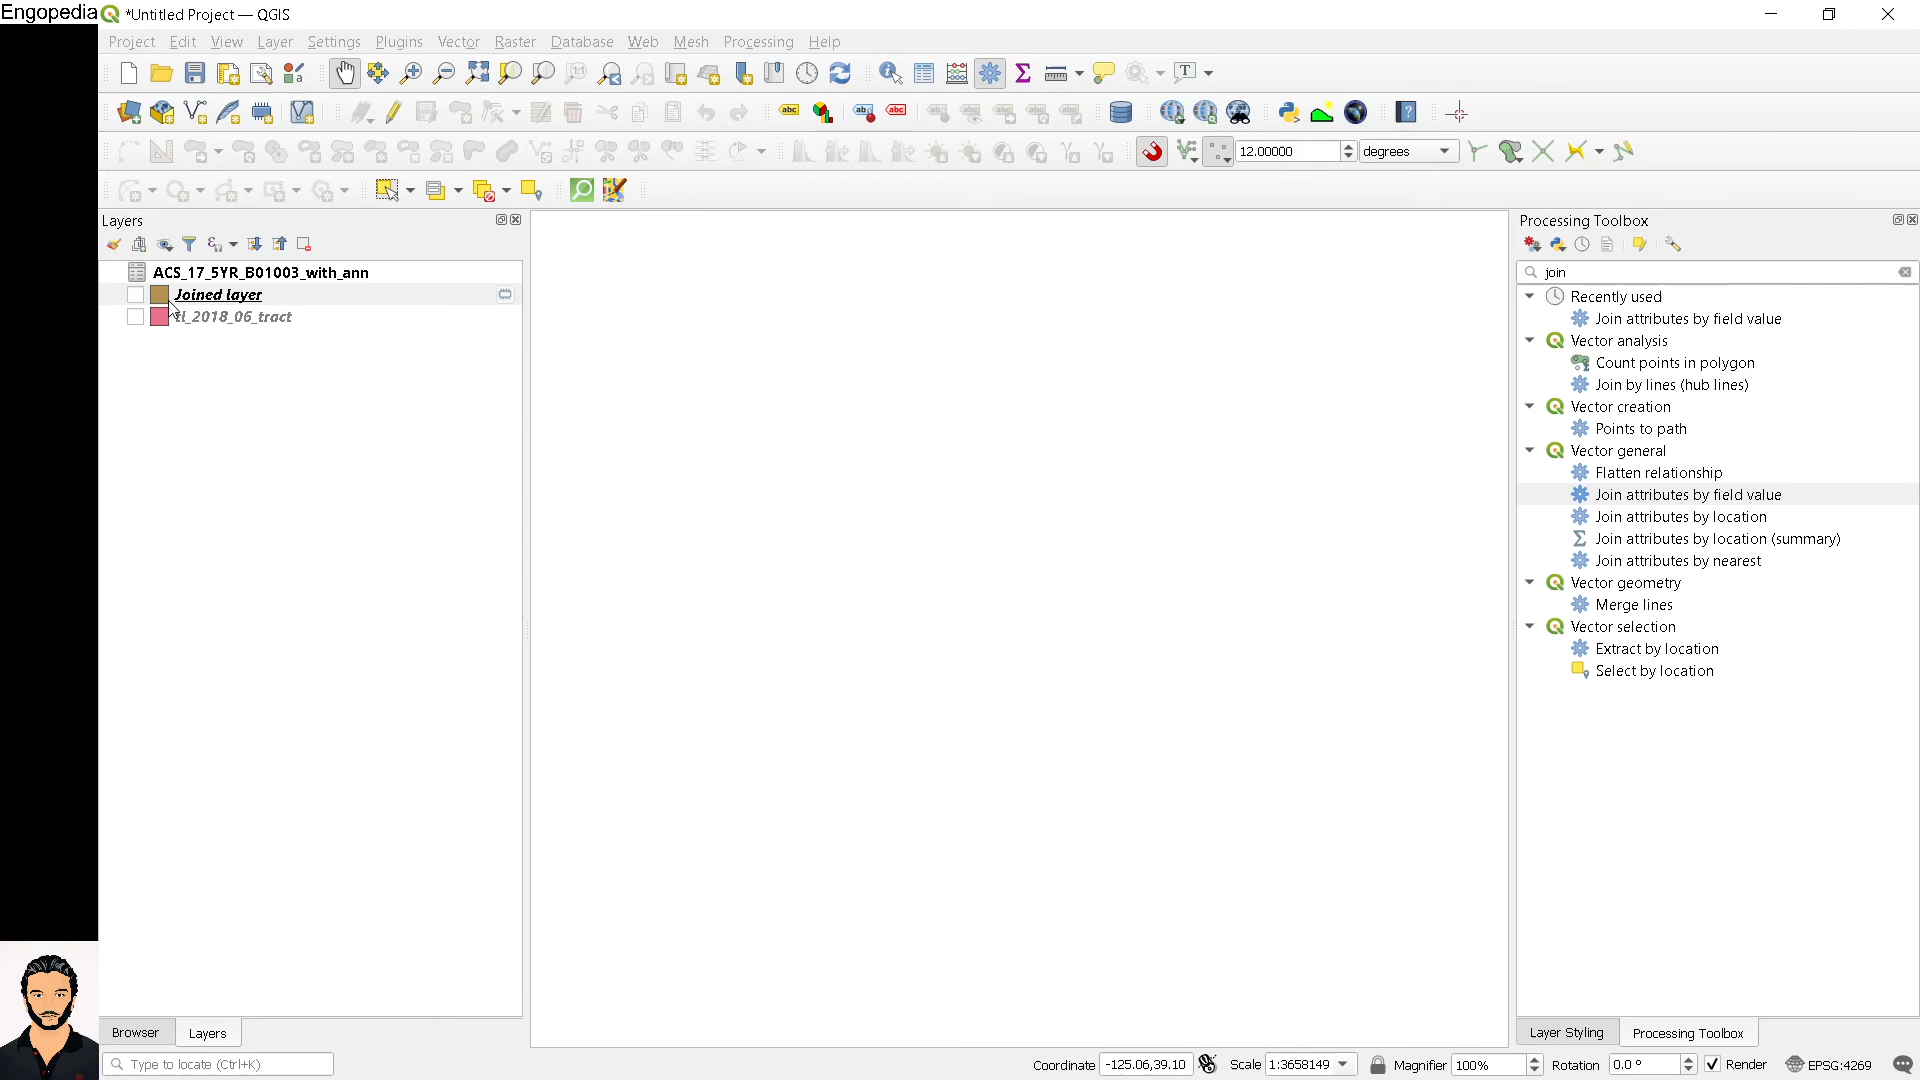 Engopedia
*Untitled Project — QGIS
Project Edit View Layer Settings Plugins Vector Raster Database Web Mesh Processing Help
12.00000 degrees
Layers
ACS_17_5YR_B01003_with_ann
Joined layer
tl_2018_06_tract
Processing Toolbox
join
Recently used
Join attributes by field value
Vector analysis
Count points in polygon
Join by lines (hub lines)
Vector creation
Points to path
Vector general
Flatten relationship
Join attributes by field value
Join attributes by location
Join attributes by location (summary)
Join attributes by nearest
Vector geometry
Merge lines
Vector selection
Extract by location
Select by location
Browser Layers
Layer Styling Processing Toolbox
Type to locate (Ctrl+K)
Coordinate -125.06,39.10 Scale 1:3658149 Magnifier 100% Rotation 0.0 ° Render EPSG:4269